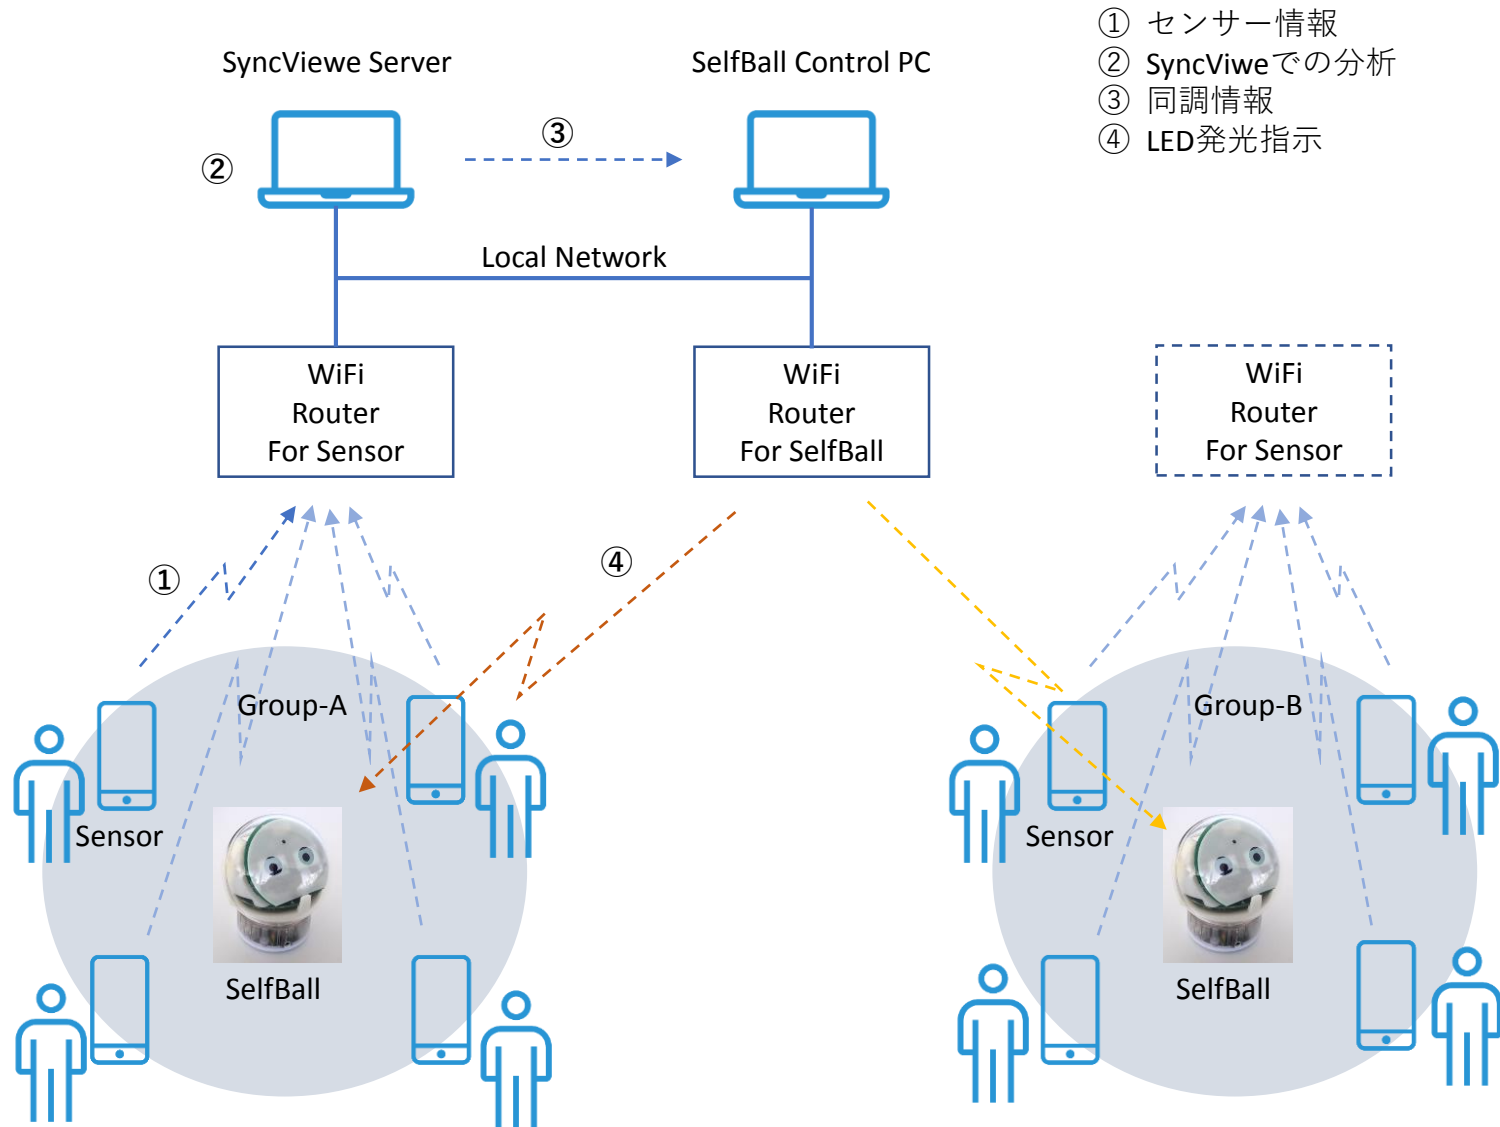 ① センサー情報
② SyncViweでの分析
③ 同調情報
④ LED発光指示
SyncViewe Server
SelfBall Control PC
③
②
Local Network
WiFi
Router
For Sensor
WiFi
Router
For SelfBall
WiFi
Router
For Sensor
①
④
Group-A
Sensor
SelfBall
Group-B
Sensor
SelfBall